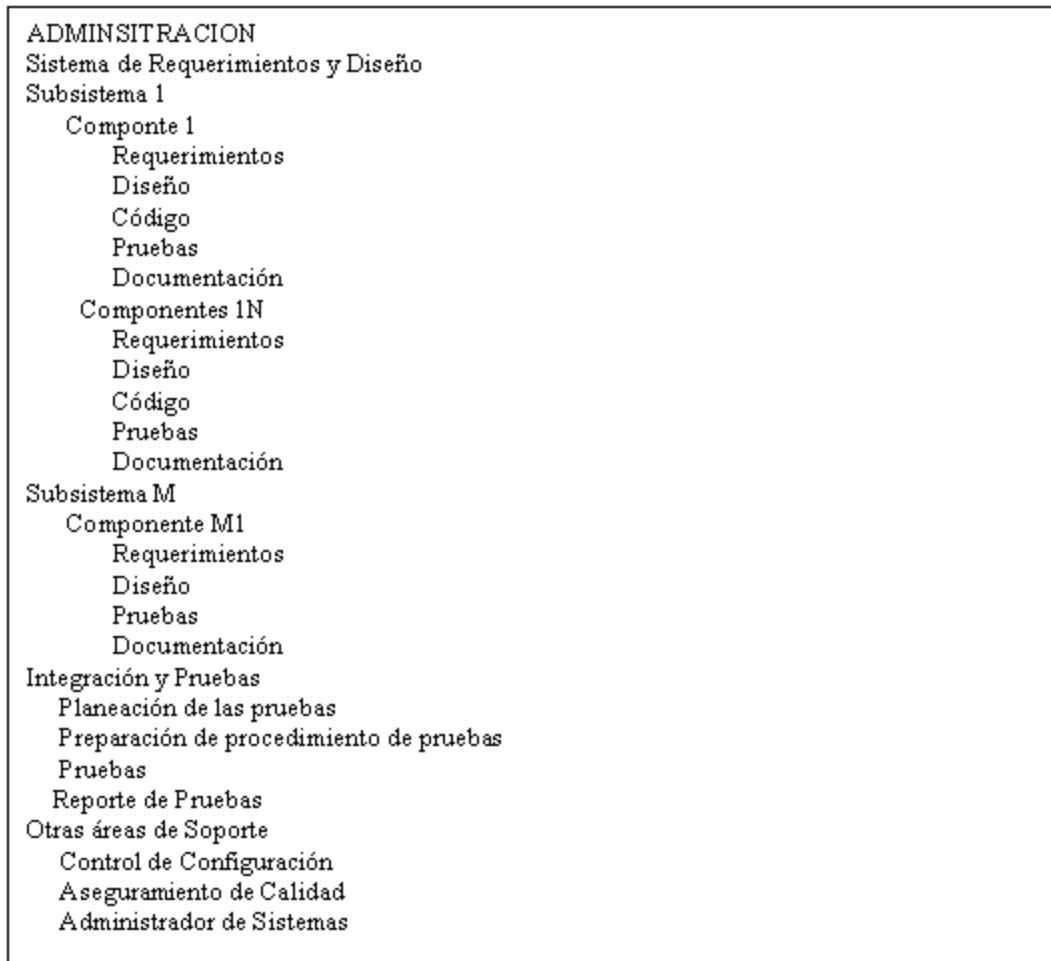 ADMINSITRACION
Sistema de Requerimientos y Diseño
Subsistema 1
Componte 1
Requerimientos
Diseño
Código
Pruebas
Documentación
Componentes 1N
Requerimientos
Diseño
Código
Pruebas
Documentación
Subsistema M
Componente M1
Requerimientos
Diseño
Pruebas
Documentación
Integración y Pruebas
Planeación de las pruebas
Preparación de procedimiento de pruebas
Pruebas
Reporte de Pruebas
Otras áreas de Soporte
Control de Configuración
Aseguramiento de Calidad
Administrador de Sistemas